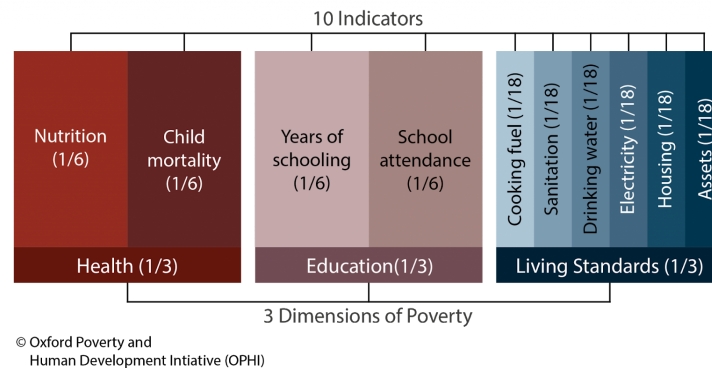 10 Indicators
Nutrition
(1/6)
Child
mortality
(1/6)
Years of
schooling
(1/6)
School
attendance
(1/6)
Cooking fuel (1/18)
Sanitation (1/18)
Drinking water (1/18)
Electricity (1/18)
Housing (1/18)
Assets (1/18)
Health (1/3)
Education(1/3)
Living Standards (1/3)
3 Dimensions of Poverty
© Oxford Poverty and
Human Development Intiative (OPHI)